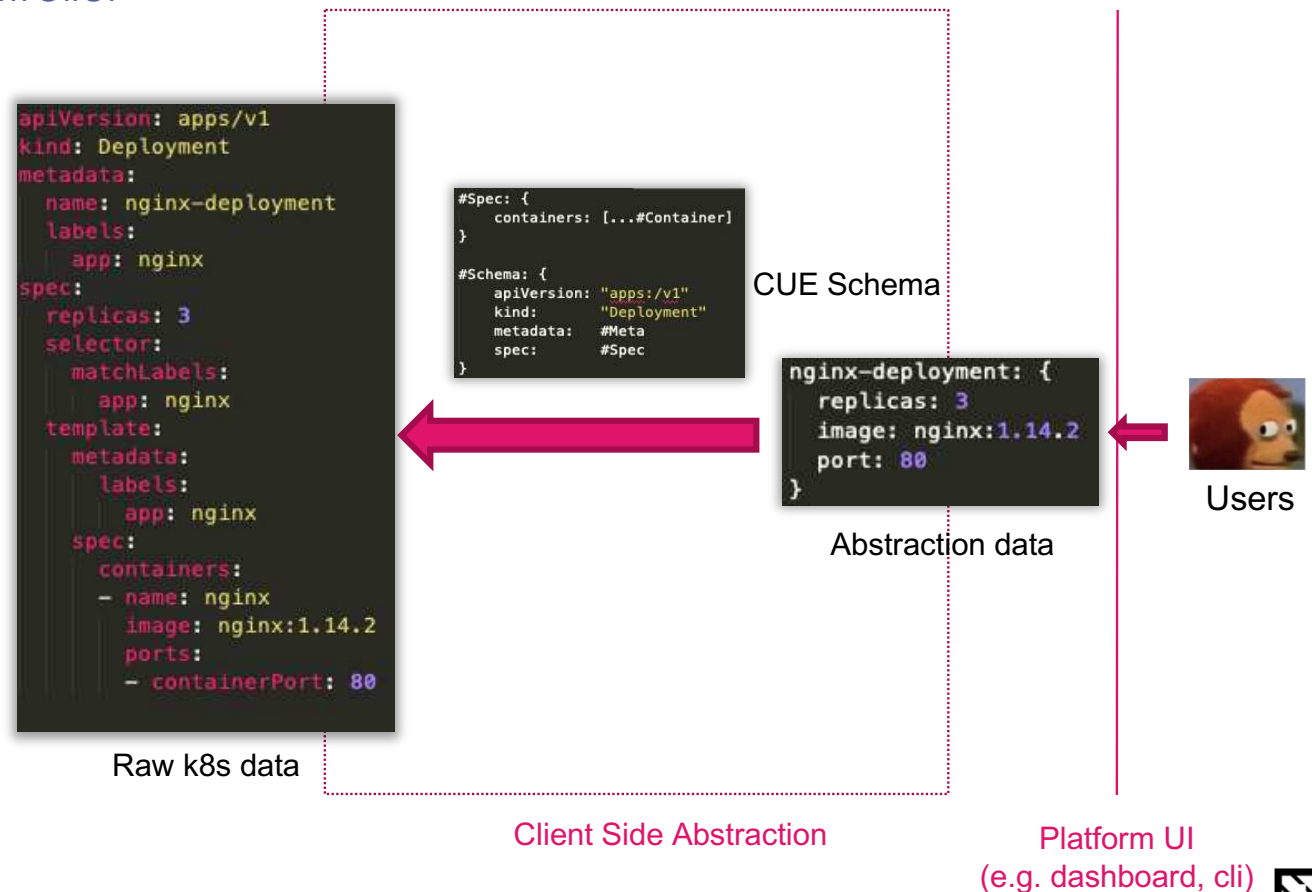 apiVersion: apps/v1
kind: Deployment
metadata:
  name: nginx-deployment
  labels:
    app: nginx
spec:
  replicas: 3
  selector:
    matchLabels:
      app: nginx
  template:
    metadata:
      labels:
        app: nginx
    spec:
      containers:
      - name: nginx
        image: nginx:1.14.2
        ports:
        - containerPort: 80
Raw k8s data
#Spec: {
    containers: [...#Container]
}
#Schema: {
    apiVersion: "apps:/v1"
    kind:       "Deployment"
    metadata:   #Meta
    spec:       #Spec
}
CUE Schema
nginx-deployment: {
  replicas: 3
  image: nginx:1.14.2
  port: 80
}
Abstraction data
Users
Client Side Abstraction
Platform UI
(e.g. dashboard, cli)